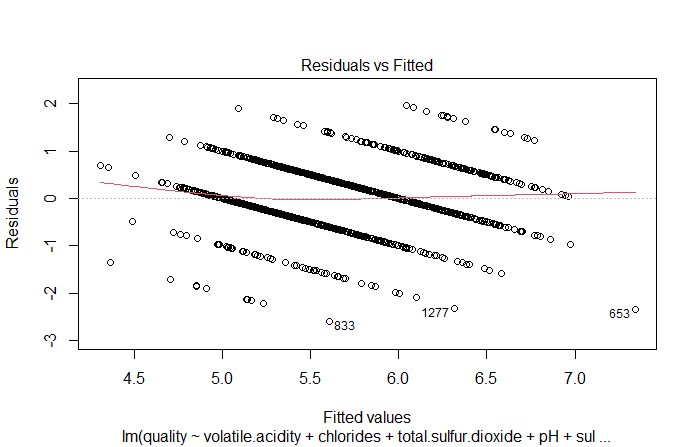 Residuals vs Fitted
Residuals
2
1
0
-1
-2
-3
833
1277
653
4.5 5.0 5.5 6.0 6.5 7.0
Fitted values
lm(quality ~ volatile.acidity + chlorides + total.sulfur.dioxide + pH + sul ...